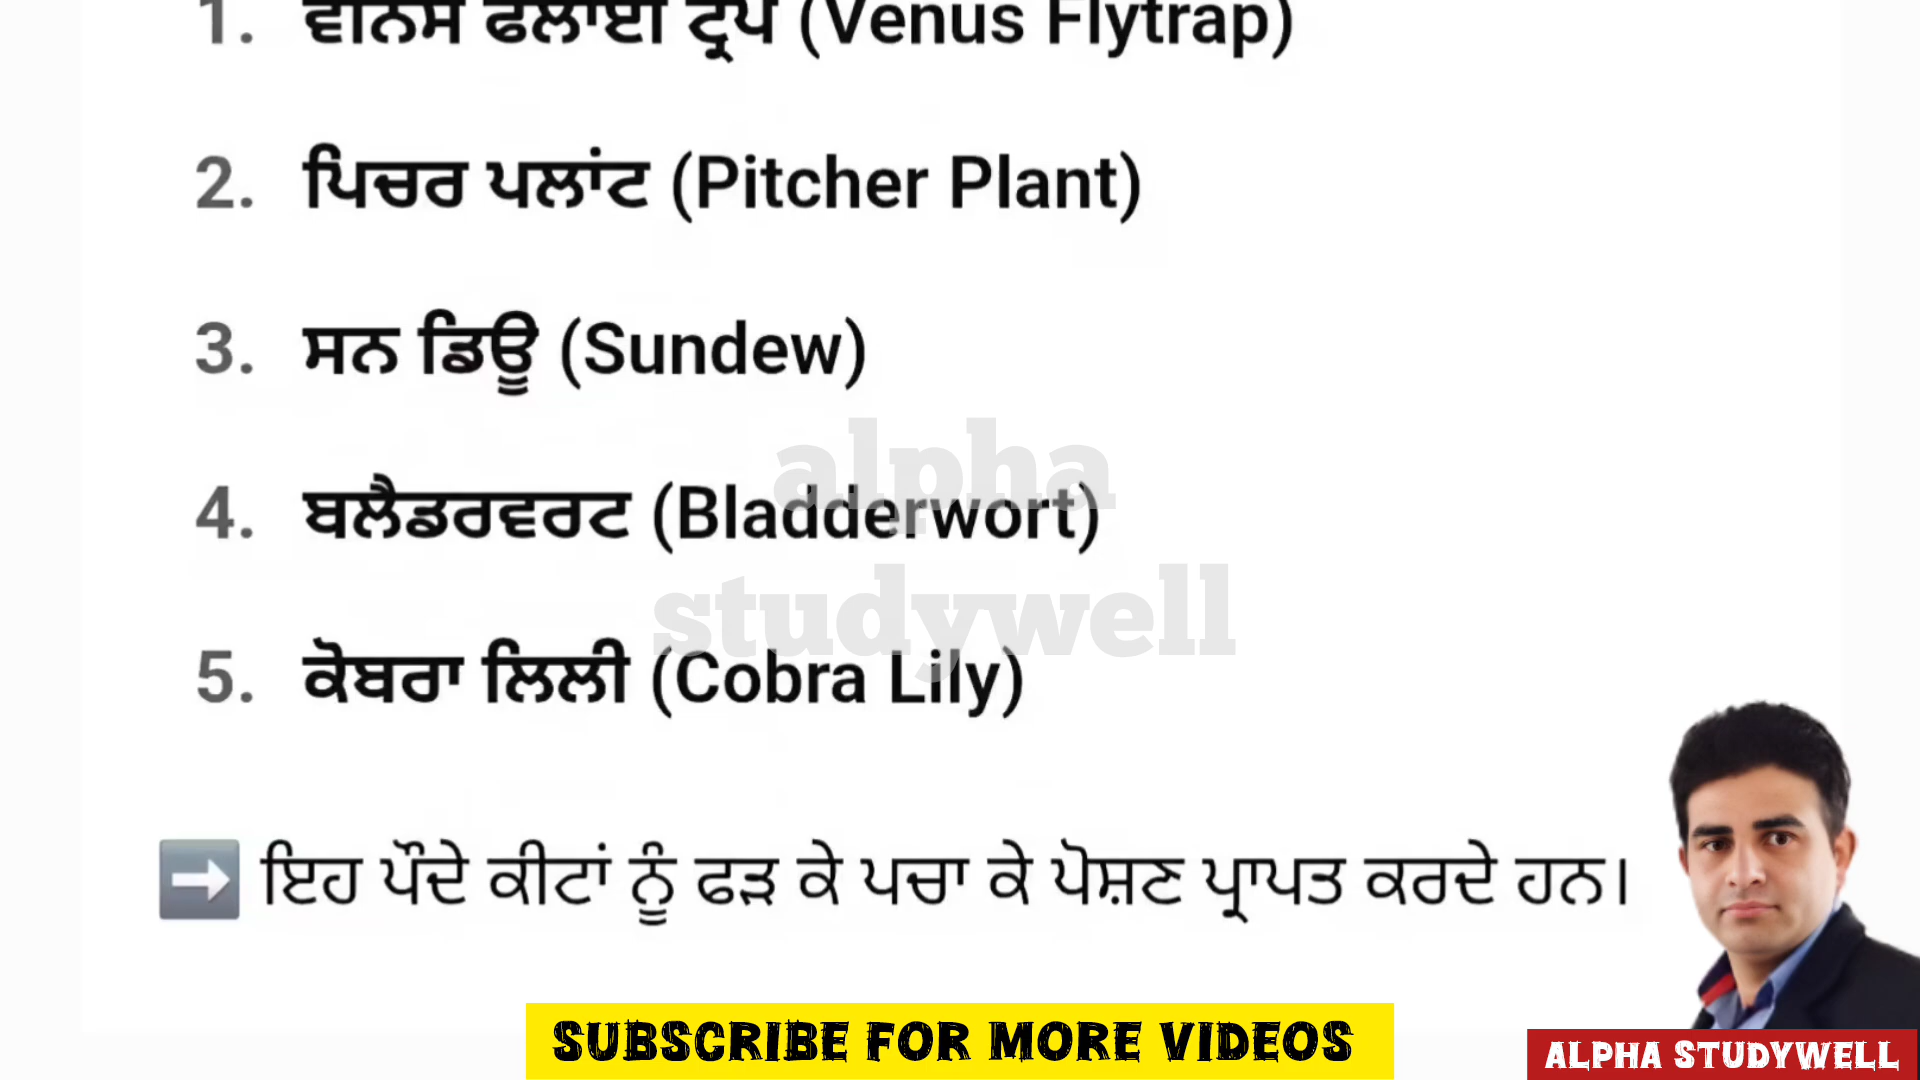 1. ਵੀਨਸ ਫਲਾਈ ਟ੍ਰੈਪ (Venus Flytrap)
2. ਪਿਚਰ ਪਲਾਂਟ (Pitcher Plant)
3. ਸਨ ਡਿਊ (Sundew)
4. ਬਲੈਡਰਵਰਟ (Bladderwort)
alpha
studywell
5. ਕੋਬਰਾ ਲਿਲੀ (Cobra Lily)
➡ ਇਹ ਪੌਦੇ ਕੀਟਾਂ ਨੂੰ ਫੜ ਕੇ ਪਚਾ ਕੇ ਪੋਸ਼ਣ ਪ੍ਰਾਪਤ ਕਰਦੇ ਹਨ।
SUBSCRIBE FOR MORE VIDEOS
ALPHA STUDYWELL